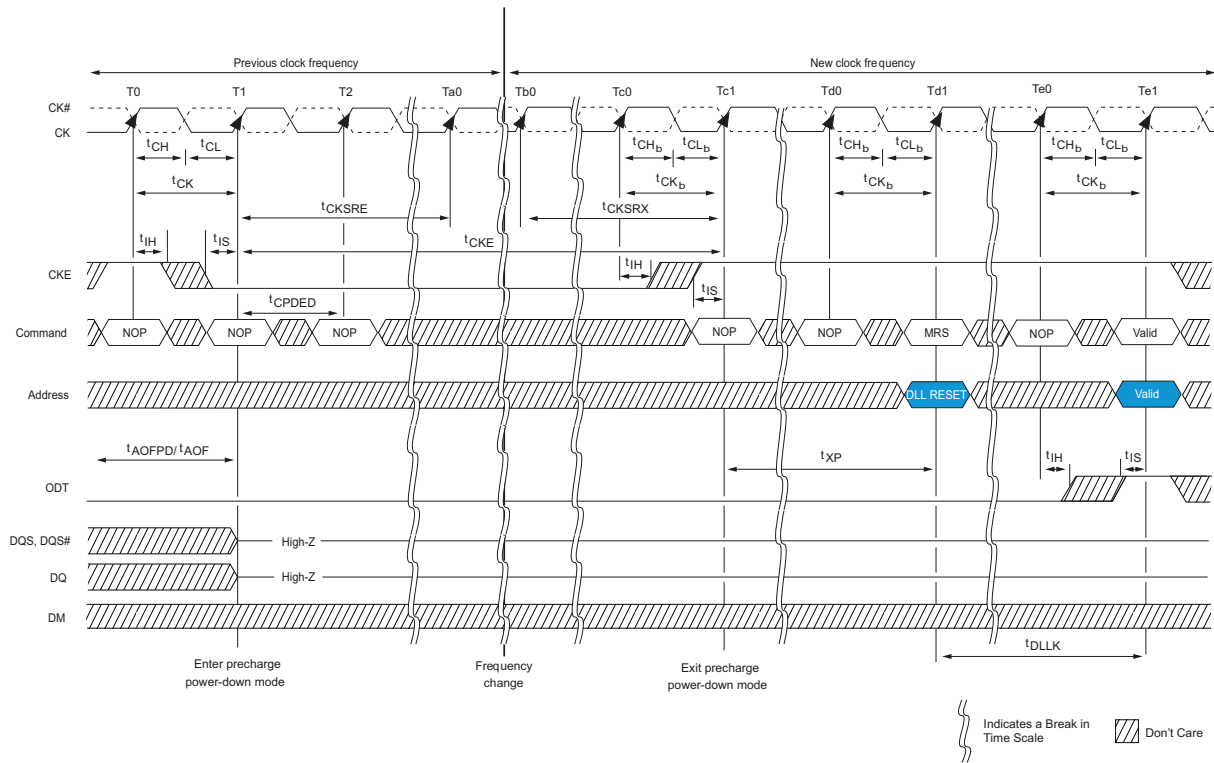 Previous clock frequency
New clock frequency
T0 T1 T2 Ta0 Tb0 Tc0 Tc1 Td0 Td1 Te0 Te1
CK#
CK
tCH tCL tCHb tCLb tCHb tCLb tCHb tCLb
tCK tCKb tCKb tCKb
tCKSRE tCKSRX
tIH tIS tCKE
tIH
CKE
tIS
tCPDED
Command NOP NOP NOP NOP NOP MRS NOP Valid
Address DLL RESET Valid
tAOFPD/tAOF
tXP
tIH tIS
ODT
DQS, DQS# High-Z
DQ High-Z
DM
tDLLK
Enter precharge
power-down mode
Frequency
change
Exit precharge
power-down mode
Indicates a Break in
Time Scale
Don't Care